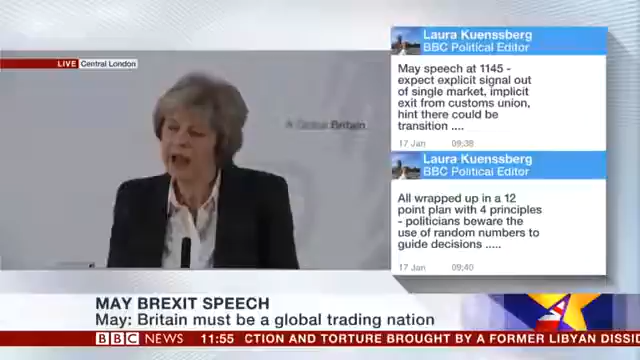 LIVE Central London
A Global Britain
Laura Kuenssberg
BBC Political Editor
May speech at 1145 -
expect explicit signal out
of single market, implicit
exit from customs union,
hint there could be
transition ....
17 Jan 09:38
Laura Kuenssberg
BBC Political Editor
All wrapped up in a 12
point plan with 4 principles
- politicians beware the
use of random numbers to
guide decisions .....
17 Jan 09:40
MAY BREXIT SPEECH
May: Britain must be a global trading nation
BBC NEWS 11:55 CTION AND TORTURE BROUGHT BY A FORMER LIBYAN DISSIE